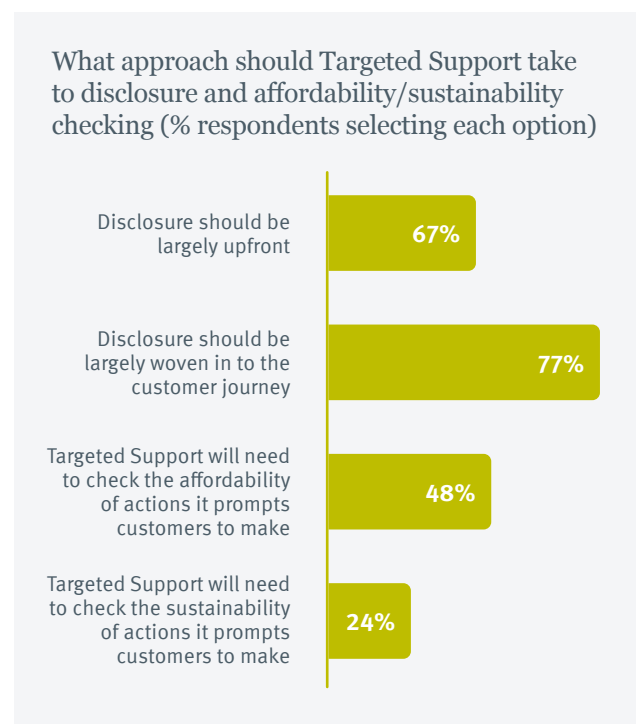 What approach should Targeted Support take
to disclosure and affordability/sustainability
checking (% respondents selecting each option)
Disclosure should be
largely upfront
67%
Disclosure should be
largely woven in to the
customer journey
77%
Targeted Support will need
to check the affordability
of actions it prompts
customers to make
48%
Targeted Support will need
to check the sustainability
of actions it prompts
customers to make
24%